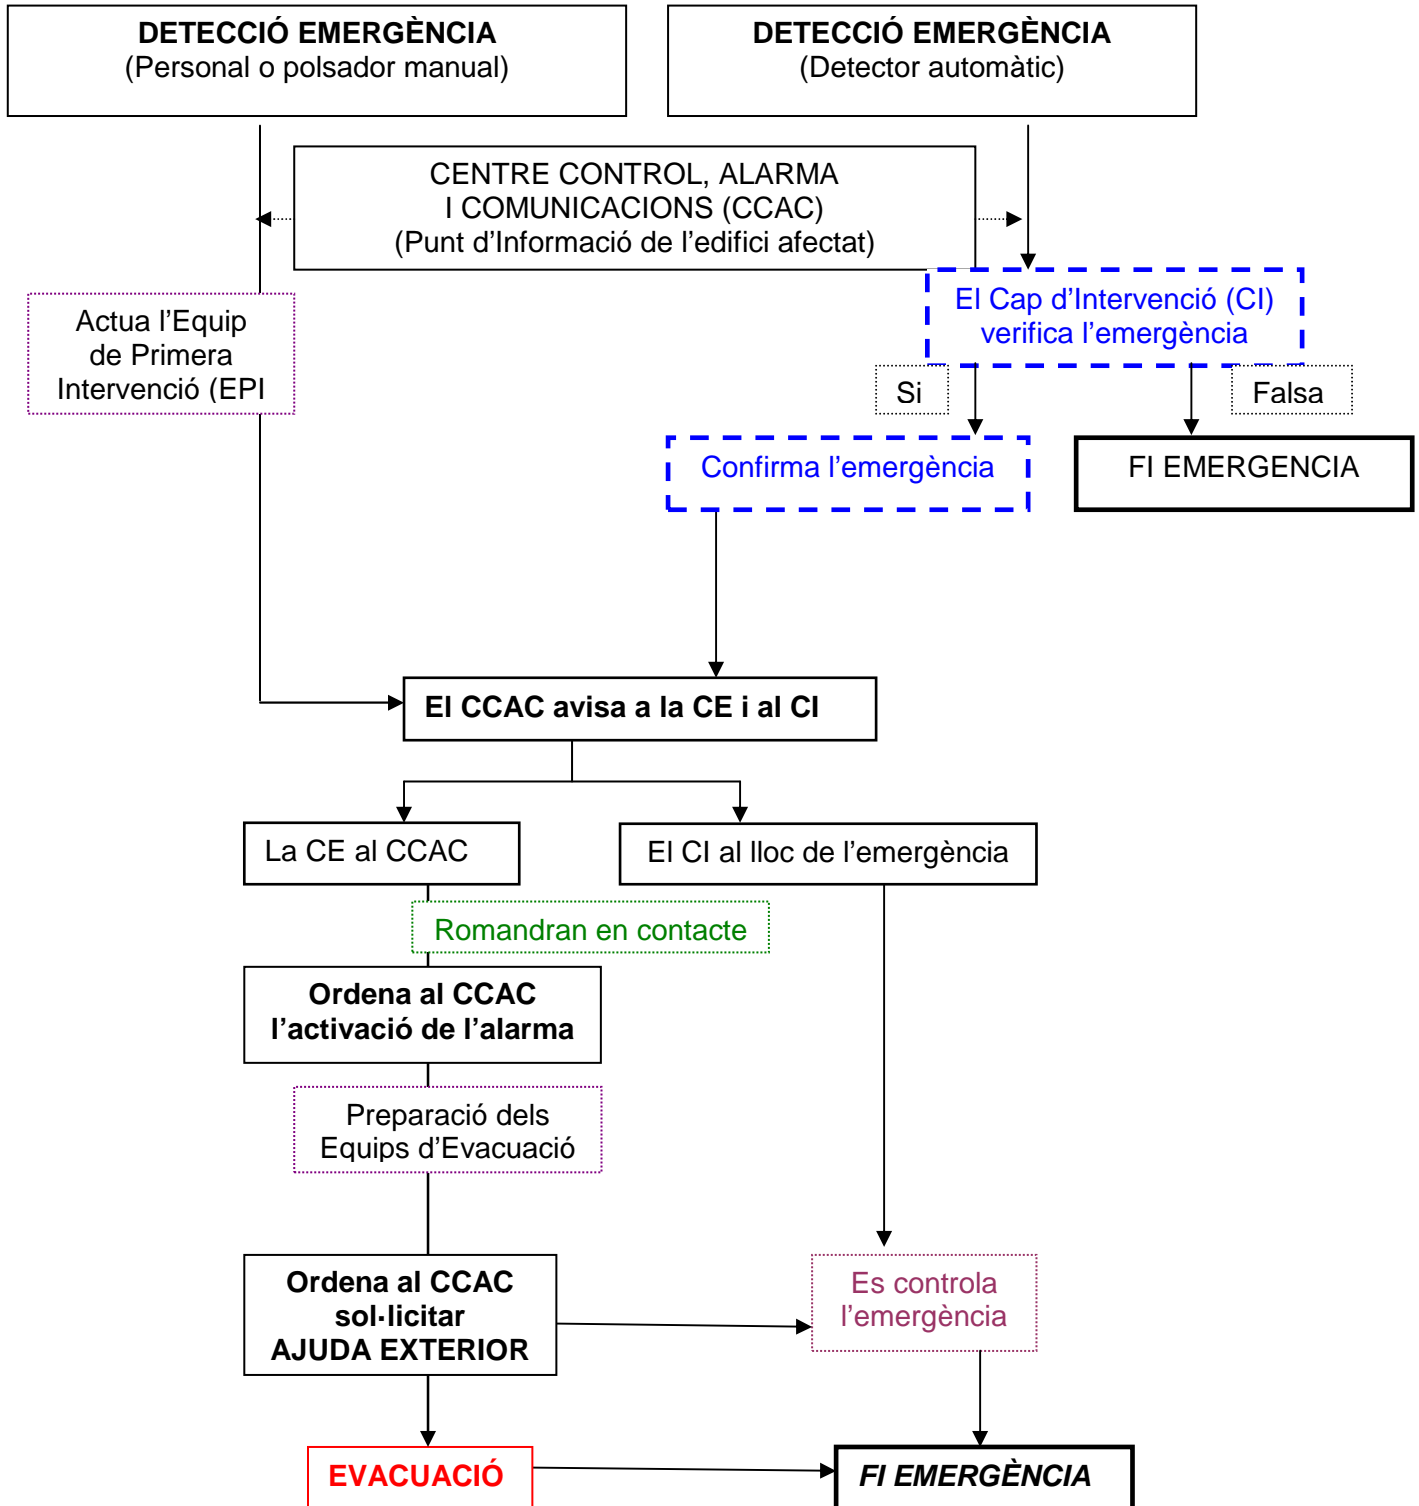 DETECCIÓ EMERGÈNCIA
(Personal o polsador manual)
DETECCIÓ EMERGÈNCIA
(Detector automàtic)
CENTRE CONTROL, ALARMA
I COMUNICACIONS (CCAC)
(Punt d’Informació de l’edifici afectat)
El Cap d’Intervenció (CI)
verifica l’emergència
Actua l’Equip
de Primera
Intervenció (EPI
Si
Falsa
Confirma l’emergència
FI EMERGENCIA
El CCAC avisa a la CE i al CI
La CE al CCAC
El CI al lloc de l’emergència
Romandran en contacte
Ordena al CCAC
l’activació de l’alarma
Preparació dels
Equips d’Evacuació
Ordena al CCAC
sol·licitar
AJUDA EXTERIOR
Es controla
l’emergència
EVACUACIÓ
FI EMERGÈNCIA